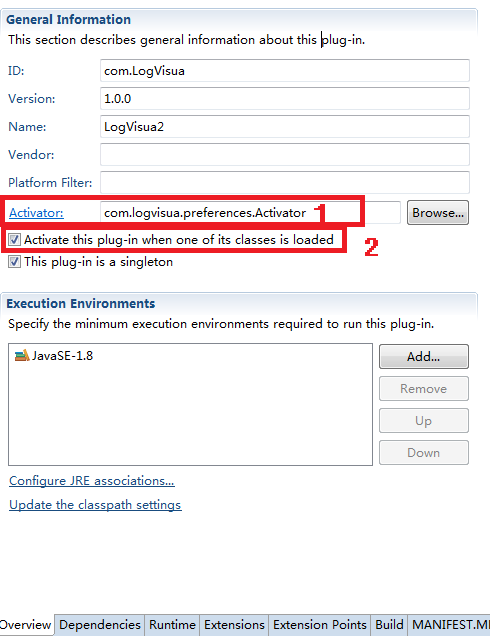 General Information
This section describes general information about this plug-in.
ID: com.LogVisua
Version: 1.0.0
Name: LogVisua2
Vendor:
Platform Filter:
Activator: com.logvisua.preferences.Activator 1 Browse...
Activate this plug-in when one of its classes is loaded 2
This plug-in is a singleton
Execution Environments
Specify the minimum execution environments required to run this plug-in.
JavaSE-1.8 Add...
Remove
Up
Down
Configure JRE associations...
Update the classpath settings
Overview Dependencies Runtime Extensions Extension Points Build MANIFEST.M